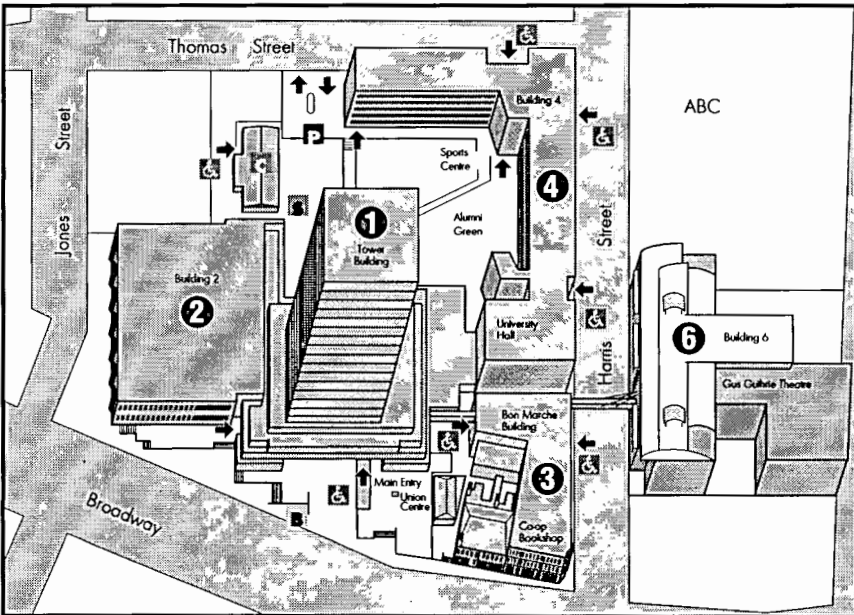 Thomas Street
Jones Street
Building 4
ABC
P
C
Sports
Centre
4
S
1
Tower
Building
Alumni
Green
Building 2
2
Harris Street
University
Hall
6
Building 6
Gus Guthrie Theatre
Bon Marche
Building
3
Main Entry
Union
Centre
Co-op
Bookshop
Broadway
B